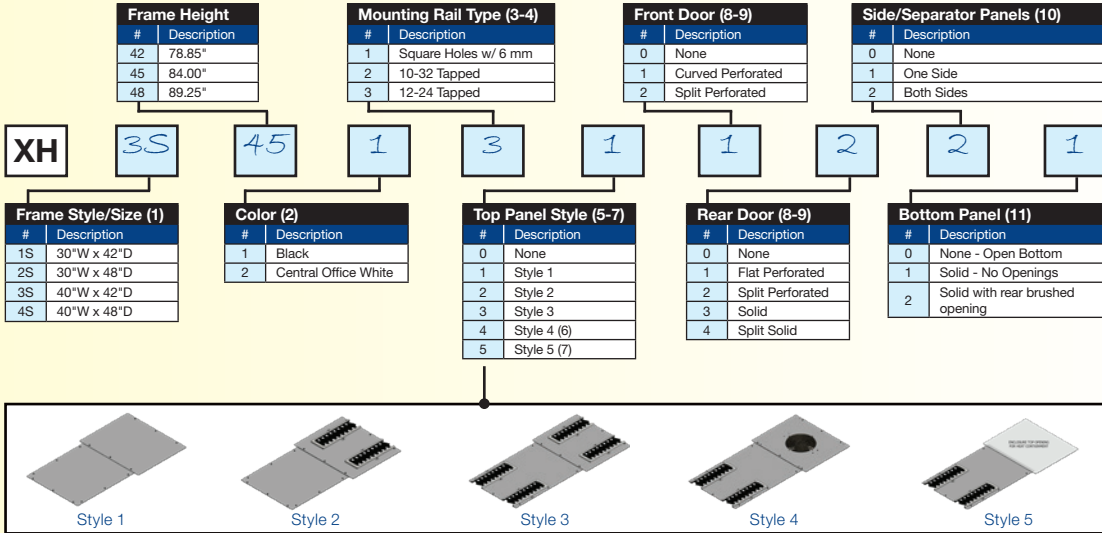 Frame Height
# Description
42 78.85"
45 84.00"
48 89.25"
Mounting Rail Type (3-4)
# Description
1 Square Holes w/ 6 mm
2 10-32 Tapped
3 12-24 Tapped
Front Door (8-9)
# Description
0 None
1 Curved Perforated
2 Split Perforated
Side/Separator Panels (10)
# Description
0 None
1 One Side
2 Both Sides
XH 3S 45 1 3 1 1 2 2 1
Frame Style/Size (1)
# Description
1S 30"W x 42"D
2S 30"W x 48"D
3S 40"W x 42"D
4S 40"W x 48"D
Color (2)
# Description
1 Black
2 Central Office White
Top Panel Style (5-7)
# Description
0 None
1 Style 1
2 Style 2
3 Style 3
4 Style 4 (6)
5 Style 5 (7)
Rear Door (8-9)
# Description
0 None
1 Flat Perforated
2 Split Perforated
3 Solid
4 Split Solid
Bottom Panel (11)
# Description
0 None - Open Bottom
1 Solid - No Openings
2 Solid with rear brushed
opening
Style 1 Style 2 Style 3 Style 4 Style 5